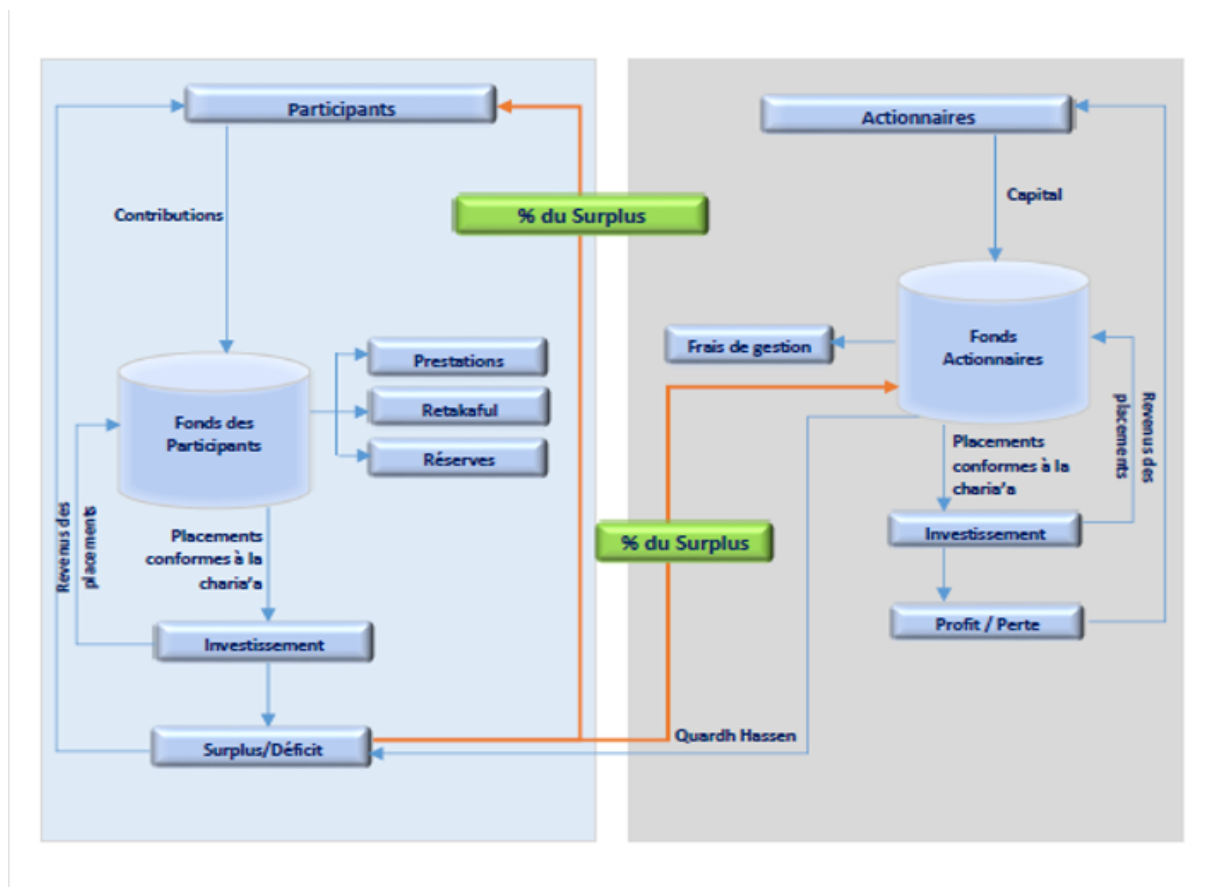 Participants
Contributions
% du Surplus
Fonds des
Participants
Prestations
Retakaful
Réserves
Revenus des
placements
Placements
conformes à la
charia'a
Investissement
Surplus/Déficit
Actionnaires
Capital
Fonds
Actionnaires
Frais de gestion
Placements
conformes à la
charia'a
Revenus des
placements
% du Surplus
Investissement
Profit / Perte
Quardh Hassen